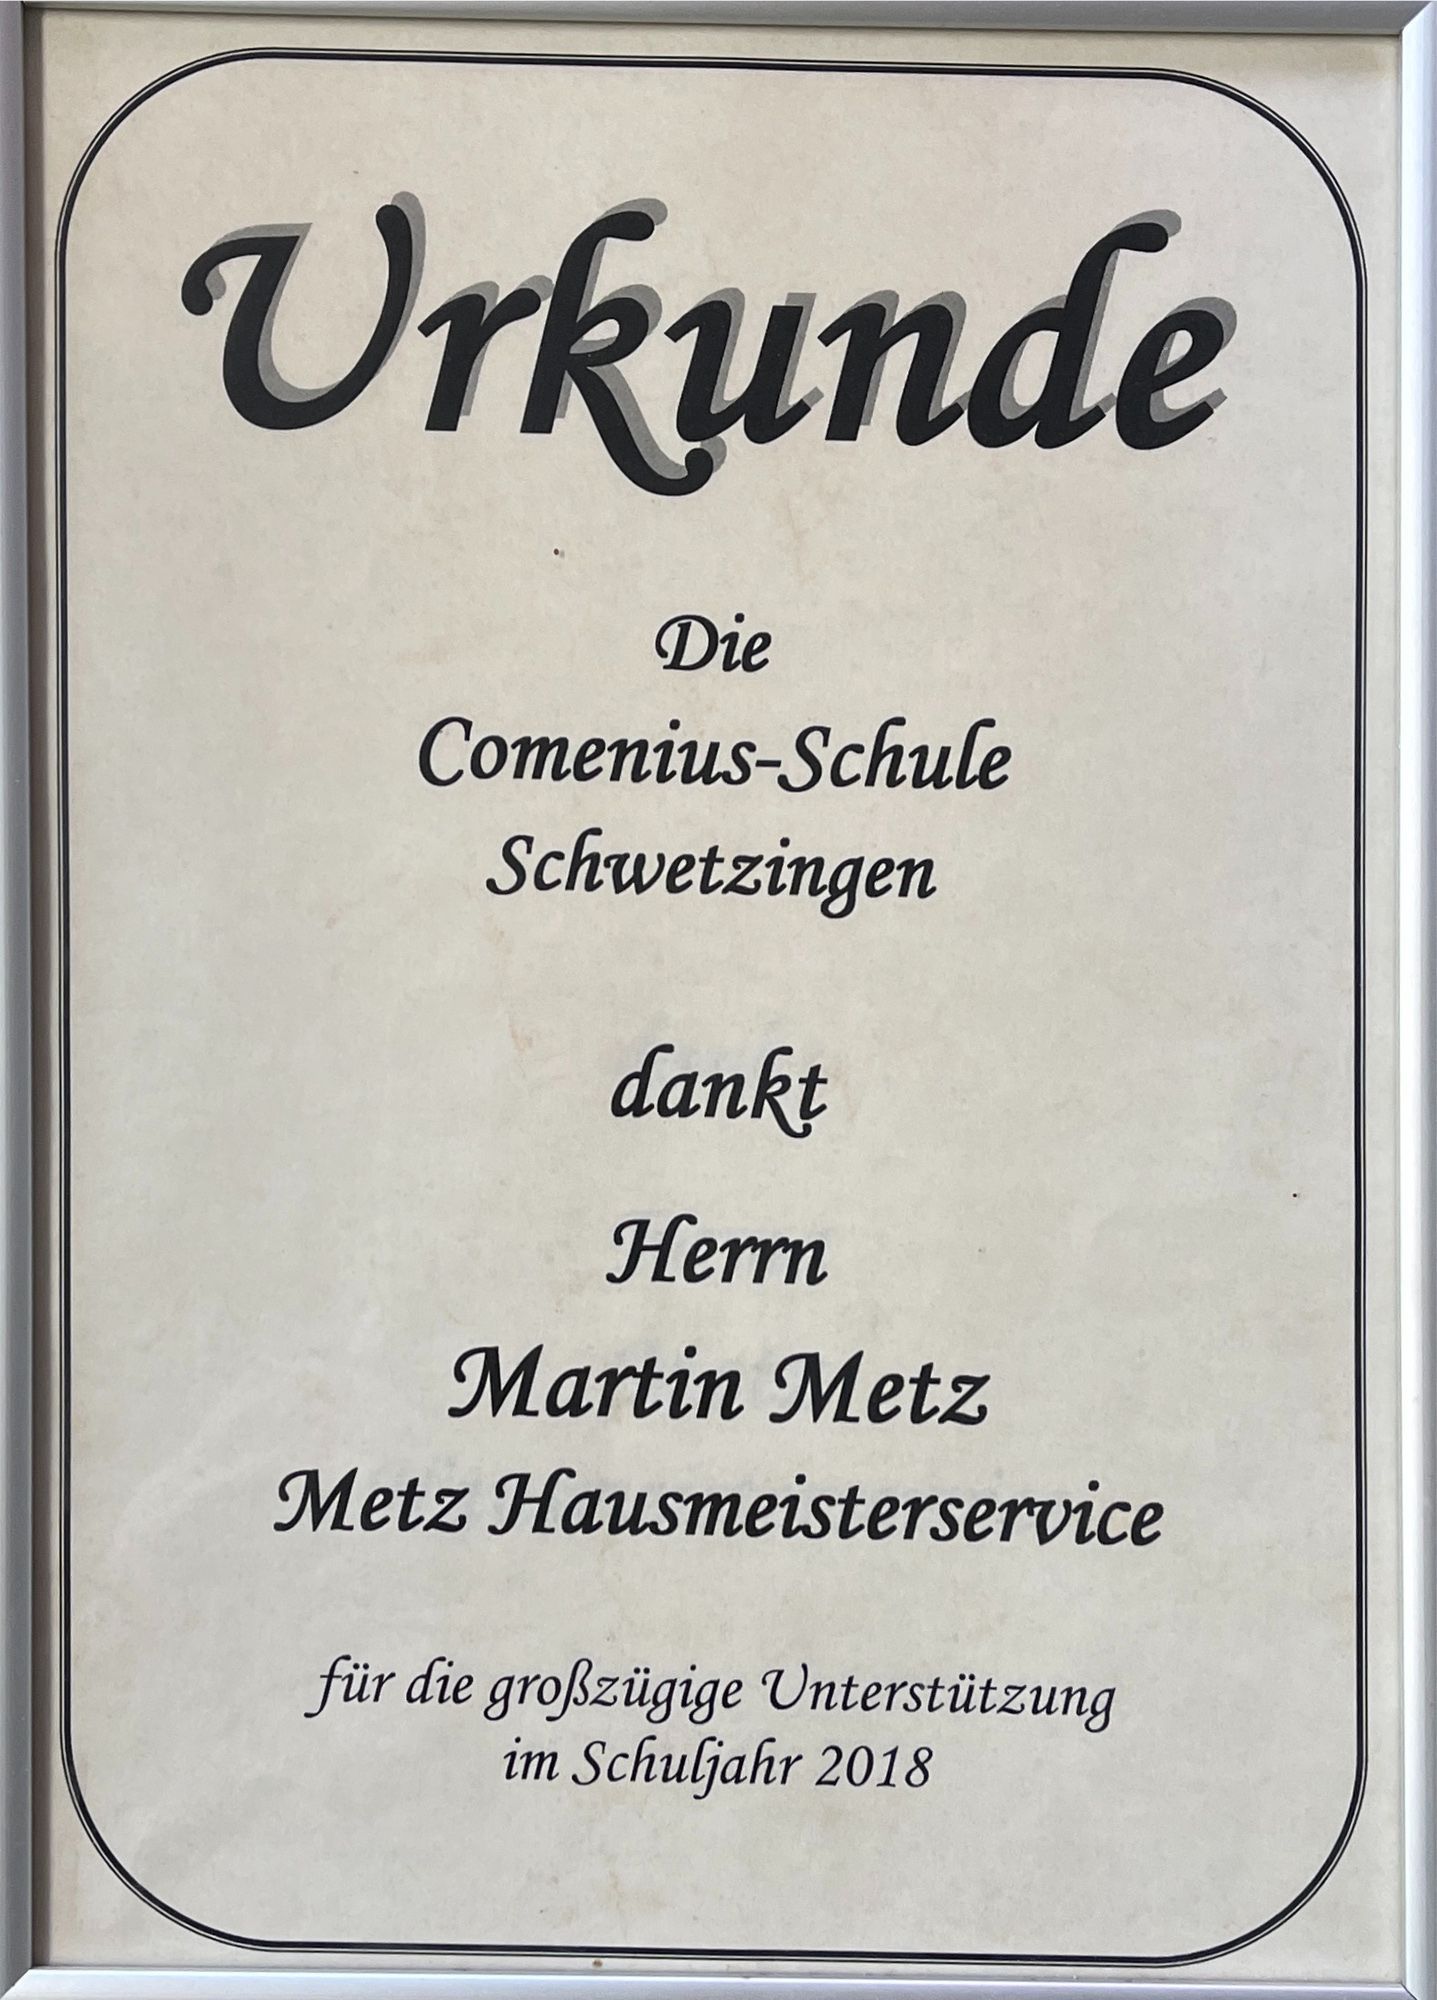 Urkunde
Die
Comenius-Schule
Schwetzingen
dankt
Herrn
Martin Metz
Metz Hausmeisterservice
für die großzügige Unterstützung
im Schuljahr 2018